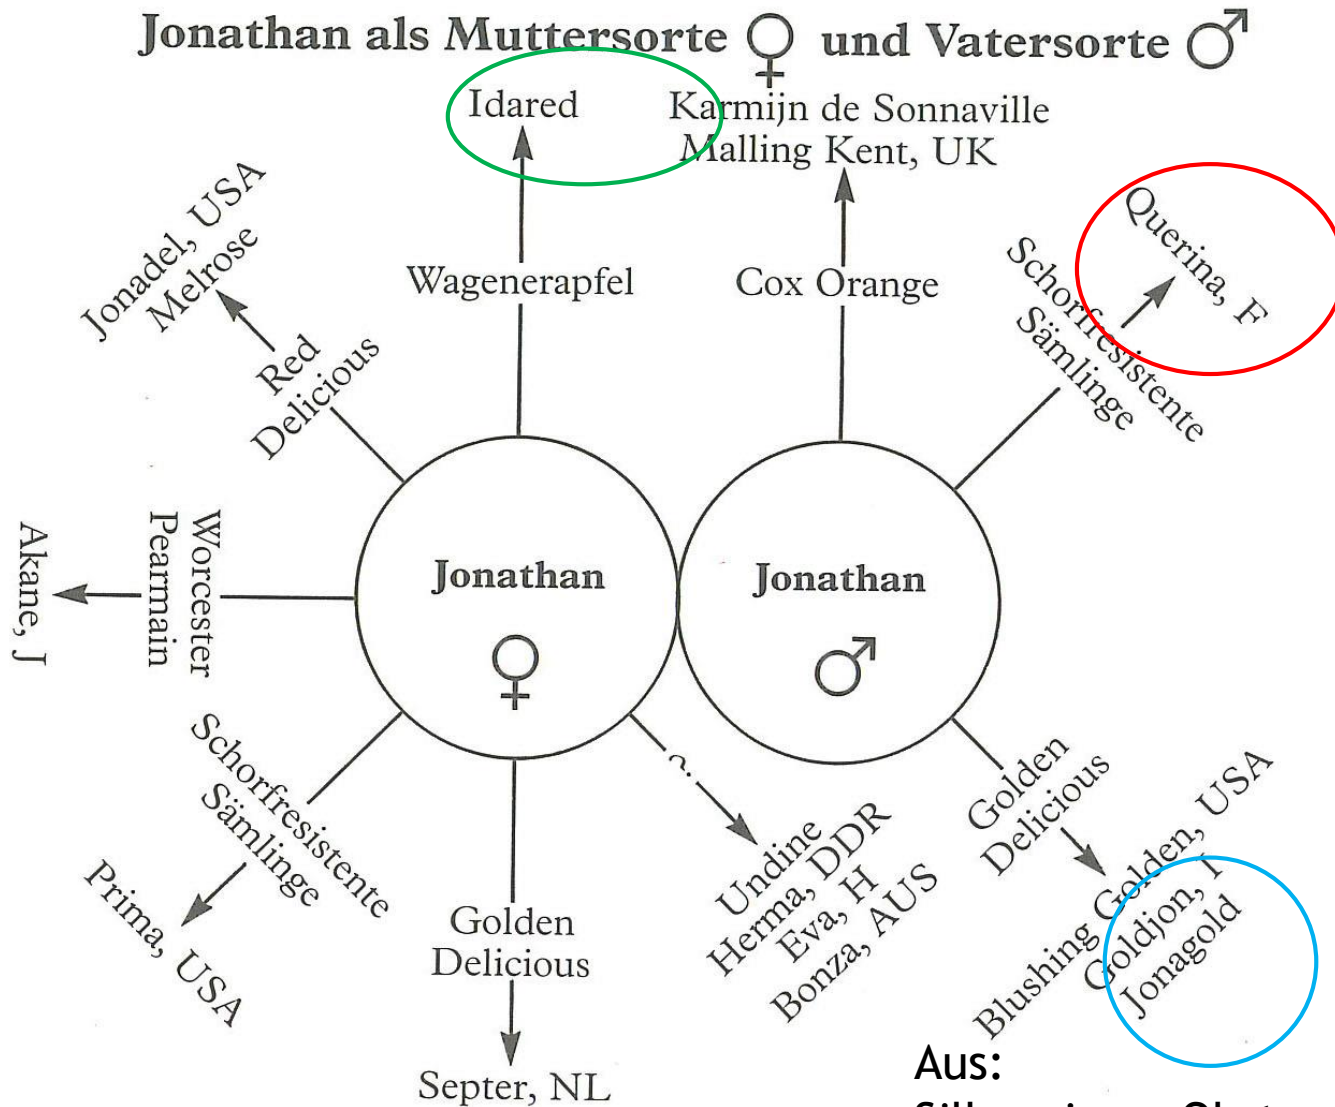 Jonathan als Muttersorte ♀ und Vatersorte ♂
Idared
Wagenerapfel
Karmijn de Sonnaville
Malling Kent, UK
Cox Orange
Querina, F
Schorfresistente
Sämlinge
Jonadel, USA
Melrose
Red
Delicious
Akane, J
Worcester
Pearmain
Jonathan
♀
Jonathan
♂
Schorfresistente
Sämlinge
Prima, USA
Golden
Delicious
Septer, NL
?
Undine
Herma, DDR
Eva, H
Bonza, AUS
Golden
Delicious
Blushing Golden, USA
Goldjon, I
Jonagold
Aus: